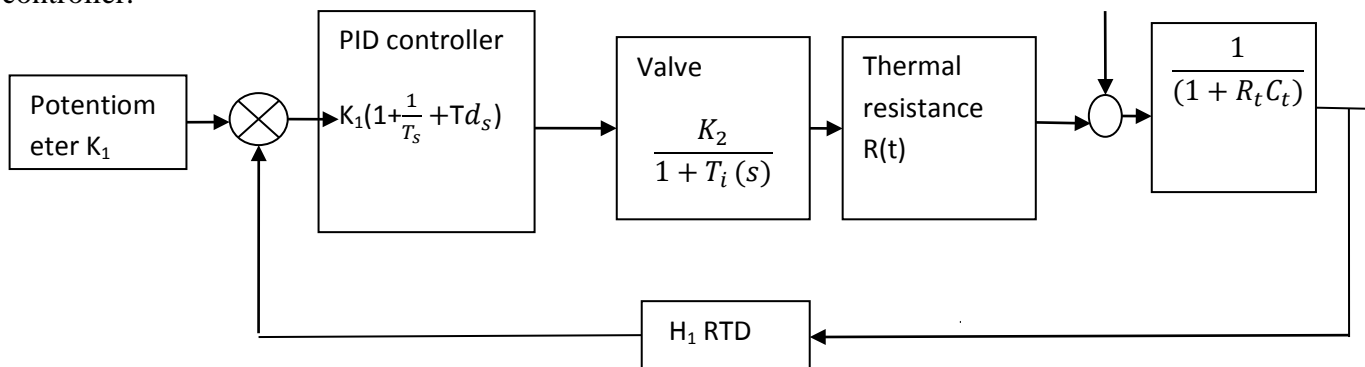 controller.
Potentiom
eter K₁
PID controller
K₁(1+1/Tₛ+Tdₛ)
Valve
K₂/(1 + Tᵢ (s))
Thermal
resistance
R(t)
1/((1 + RₜCₜ))
H₁ RTD